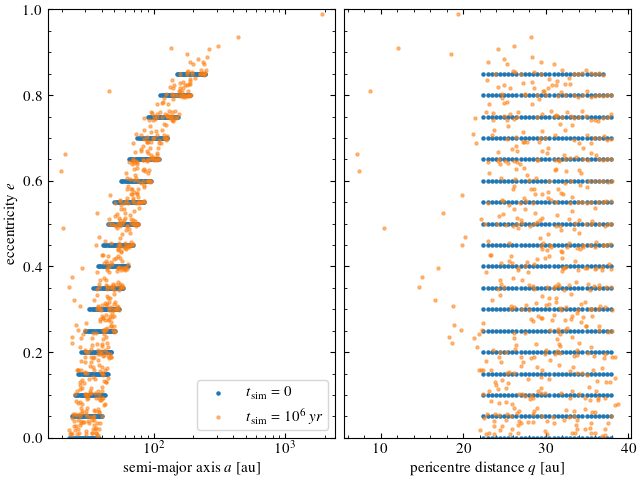 1.0
0.8
0.6
0.4
0.2
0.0
eccentricity e
t_sim = 0
t_sim = 10⁶ yr
10² 10³
10 20 30 40
semi-major axis a [au] pericentre distance q [au]